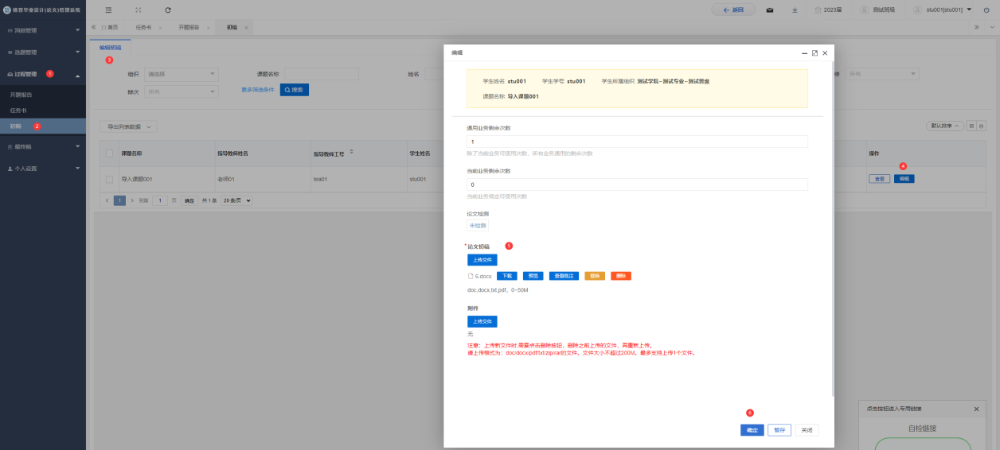 维普毕业设计(论文)管理系统
返回
2023届
测试班级
stu001[stu001]
消息管理
选题管理
过程管理
1
开题报告
任务书
初稿
2
最终稿
个人设置
首页
任务书 ×
开题报告 ×
初稿 ×
编辑初稿
3
组织 请选择
课题名称
姓名
所有
届次 所有
更多筛选条件
搜索
导出列表数据
默认排序
课题名称
指导教师姓名
指导教师工号
学生姓名
操作
4
导入课题001
老师01
tea01
stu001
查看
编辑
1
到第 1 页 确定 共 1 条 20 条/页
编辑
学生姓名: stu001 学生学号: stu001 学生所属组织: 测试学院-测试专业-测试班级
课题名称: 导入课题001
通用业务剩余次数
1
除了当前业务可使用次数，所有业务通用的剩余次数
当前业务剩余次数
0
当前业务指定可使用次数
论文检测
未检测
*论文初稿
5
上传文件
6.docx 下载 预览 查看批注 替换 删除
doc,docx,txt,pdf，0~50M
附件
上传文件
无
注意：上传新文件时 需要点击删除按钮，删除之前上传的文件，再重新上传。
请上传格式为：doc/docx/pdf/txt/zip/rar的文件。文件大小不超过200M。最多支持上传1个文件。
6
确定 暂存 关闭
点击按钮进入专用链接
自检链接